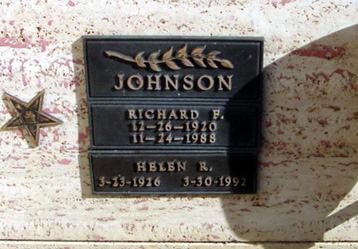 JOHNSON
RICHARD F.
12-26-1920
11-24-1988
HELEN R.
3-23-1926 3-30-1992